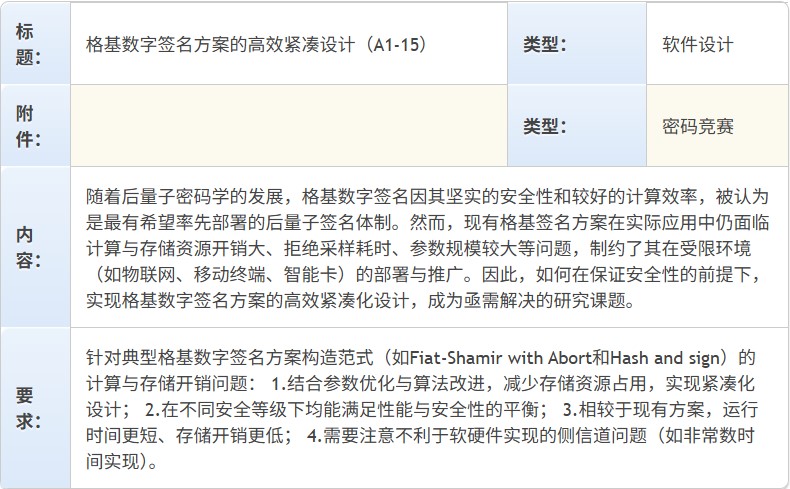 标题：
格基数字签名方案的高效紧凑设计（A1-15）
类型：
软件设计
附件：
类型：
密码竞赛
内容：
随着后量子密码学的发展，格基数字签名因其坚实的安全性和较好的计算效率，被认为
是最有希望率先部署的后量子签名体制。然而，现有格基签名方案在实际应用中仍面临
计算与存储资源开销大、拒绝采样耗时、参数规模较大等问题，制约了其在受限环境
（如物联网、移动终端、智能卡）的部署与推广。因此，如何在保证安全性的前提下，
实现格基数字签名方案的高效紧凑化设计，成为亟需解决的研究课题。
要求：
针对典型格基数字签名方案构造范式（如Fiat-Shamir with Abort和Hash and sign）的
计算与存储开销问题： 1.结合参数优化与算法改进，减少存储资源占用，实现紧凑化
设计； 2.在不同安全等级下均能满足性能与安全性的平衡； 3.相较于现有方案，运行
时间更短、存储开销更低； 4.需要注意不利于软硬件实现的侧信道问题（如非常数时
间实现）。